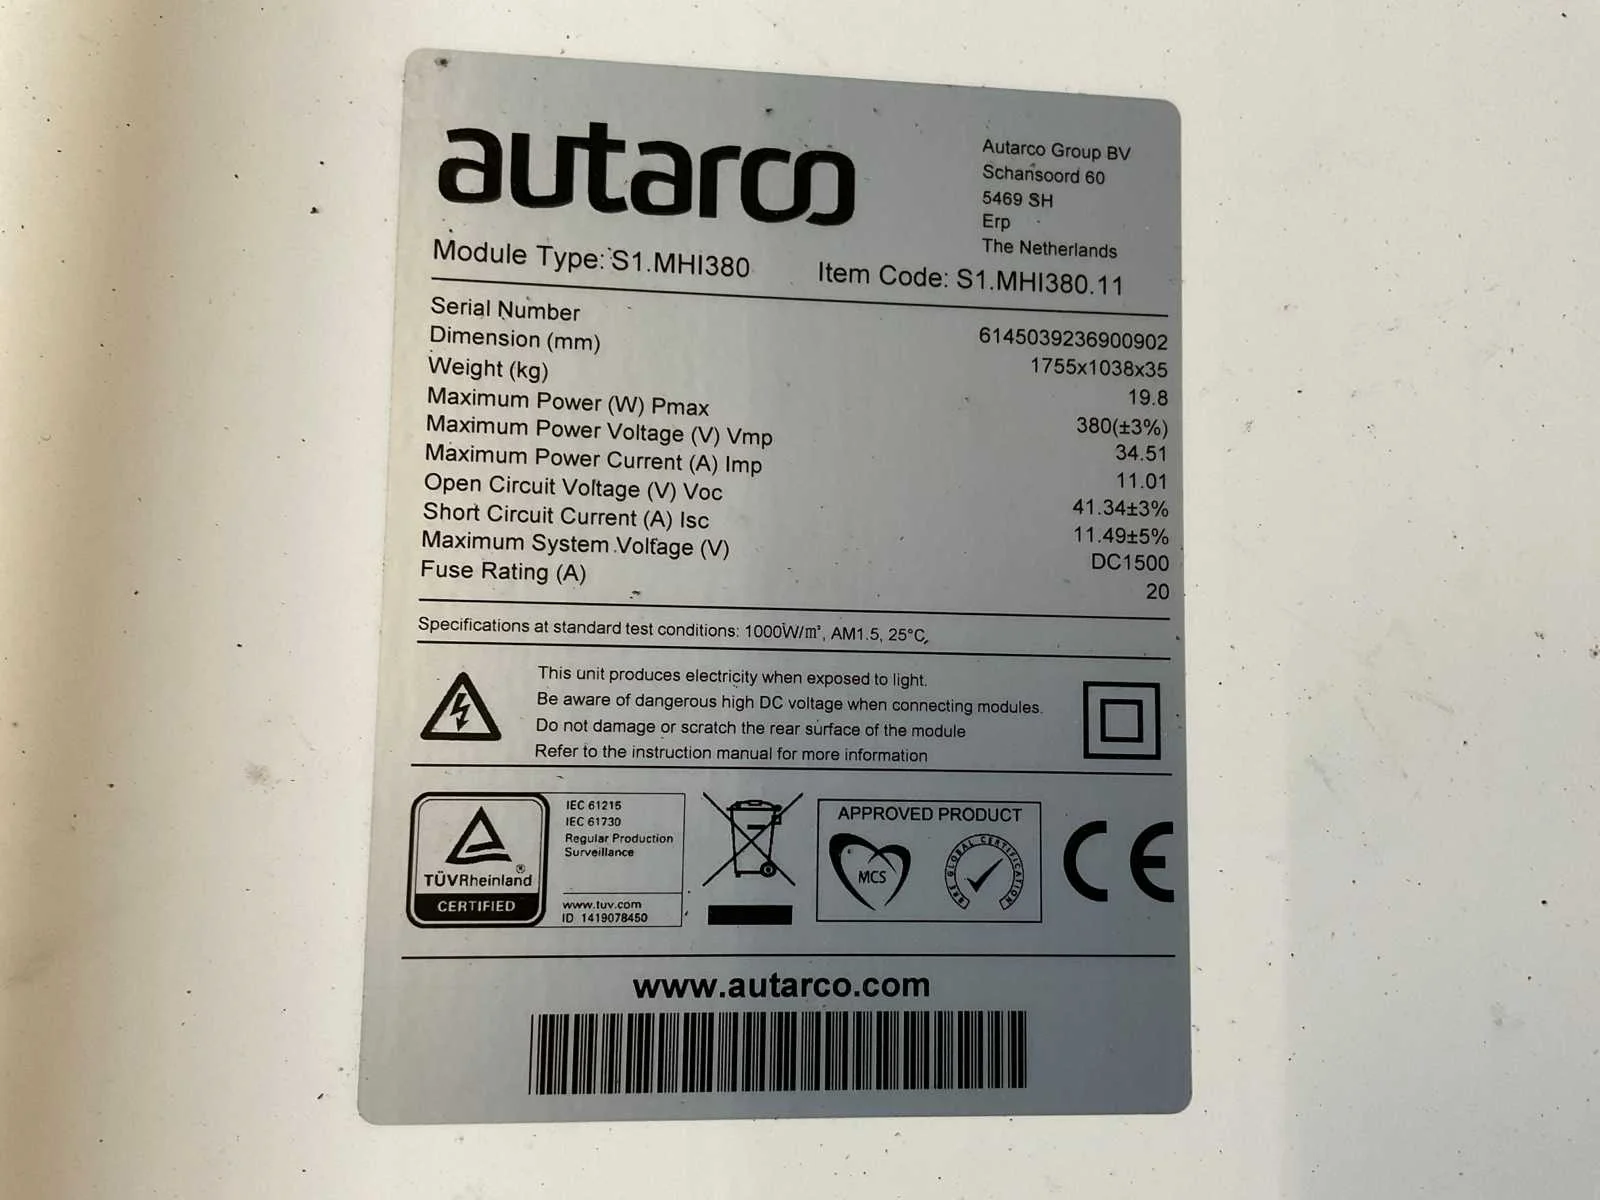 autarco
Autarco Group BV
Schansoord 60
5469 SH
Erp
The Netherlands
Module Type: S1.MHI380 Item Code: S1.MHI380.11
Serial Number 6145039236900902
Dimension (mm) 1755x1038x35
Weight (kg) 19.8
Maximum Power (W) Pmax 380(±3%)
Maximum Power Voltage (V) Vmp 34.51
Maximum Power Current (A) Imp 11.01
Open Circuit Voltage (V) Voc 41.34±3%
Short Circuit Current (A) Isc 11.49±5%
Maximum System Voltage (V) DC1500
Fuse Rating (A) 20
Specifications at standard test conditions: 1000W/m², AM1.5, 25°C,
This unit produces electricity when exposed to light.
Be aware of dangerous high DC voltage when connecting modules.
Do not damage or scratch the rear surface of the module
Refer to the instruction manual for more information
TÜVRheinland®
CERTIFIED
IEC 61215
IEC 61730
Regular Production
Surveillance
www.tuv.com
ID 1419078450
APPROVED PRODUCT
MCS
BRE GLOBAL CERTIFICATION
CE
www.autarco.com